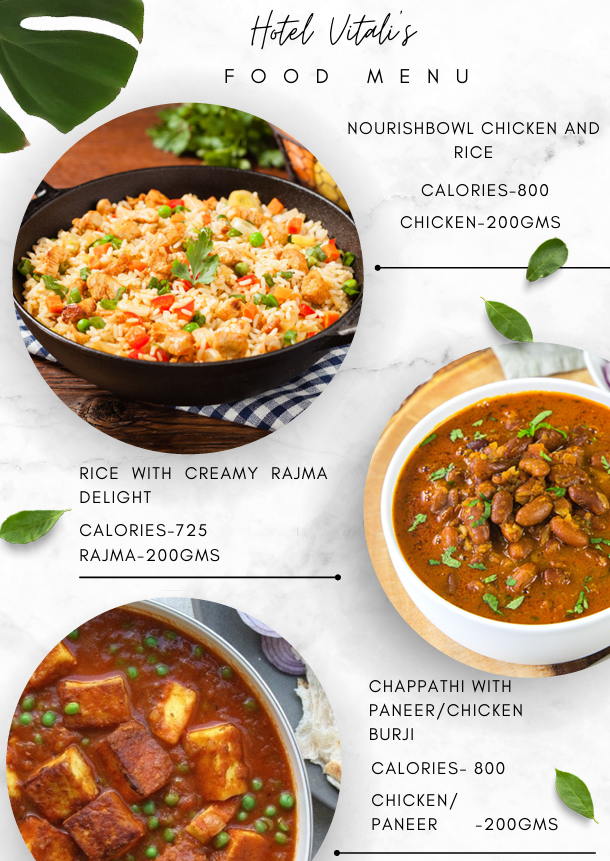 Hotel Vitali's
FOOD MENU
NOURISHBOWL CHICKEN AND
RICE
CALORIES-800
CHICKEN-200GMS
RICE WITH CREAMY RAJMA
DELIGHT
CALORIES-725
RAJMA-200GMS
CHAPPATHI WITH
PANEER/CHICKEN
BURJI
CALORIES- 800
CHICKEN/
PANEER -200GMS